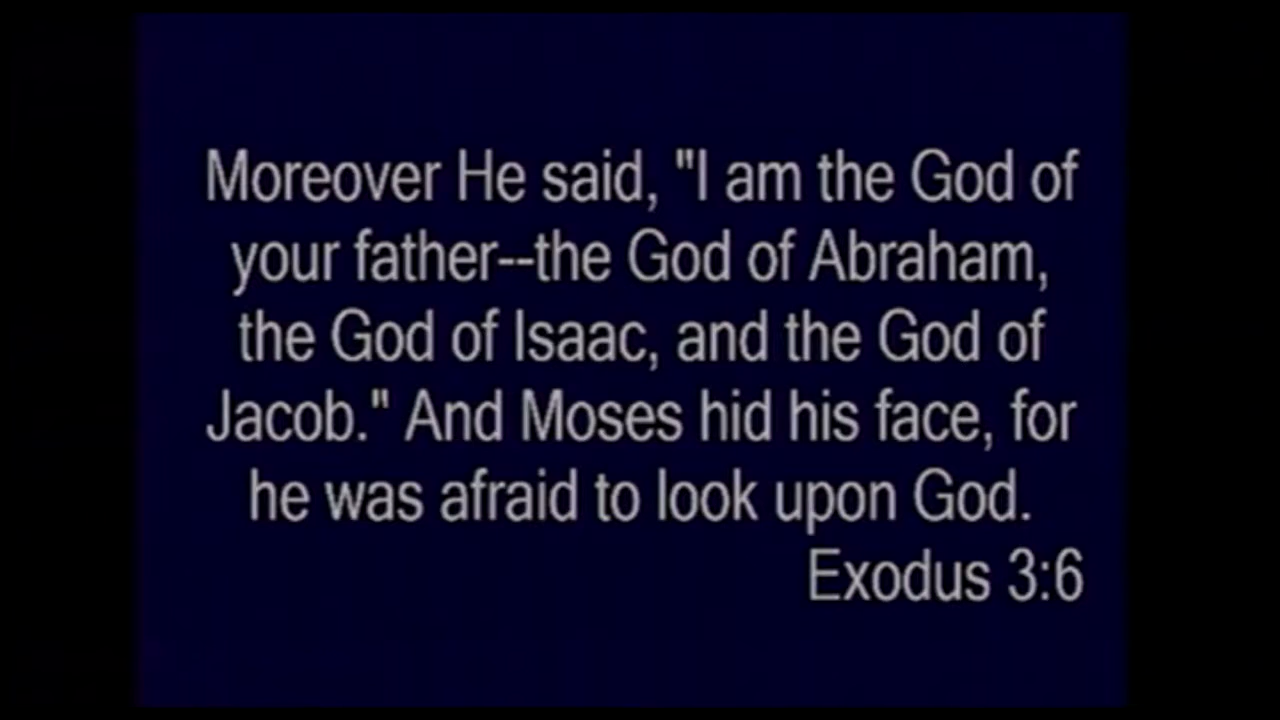 Moreover He said, "I am the God of
your father--the God of Abraham,
the God of Isaac, and the God of
Jacob." And Moses hid his face, for
he was afraid to look upon God.
Exodus 3:6